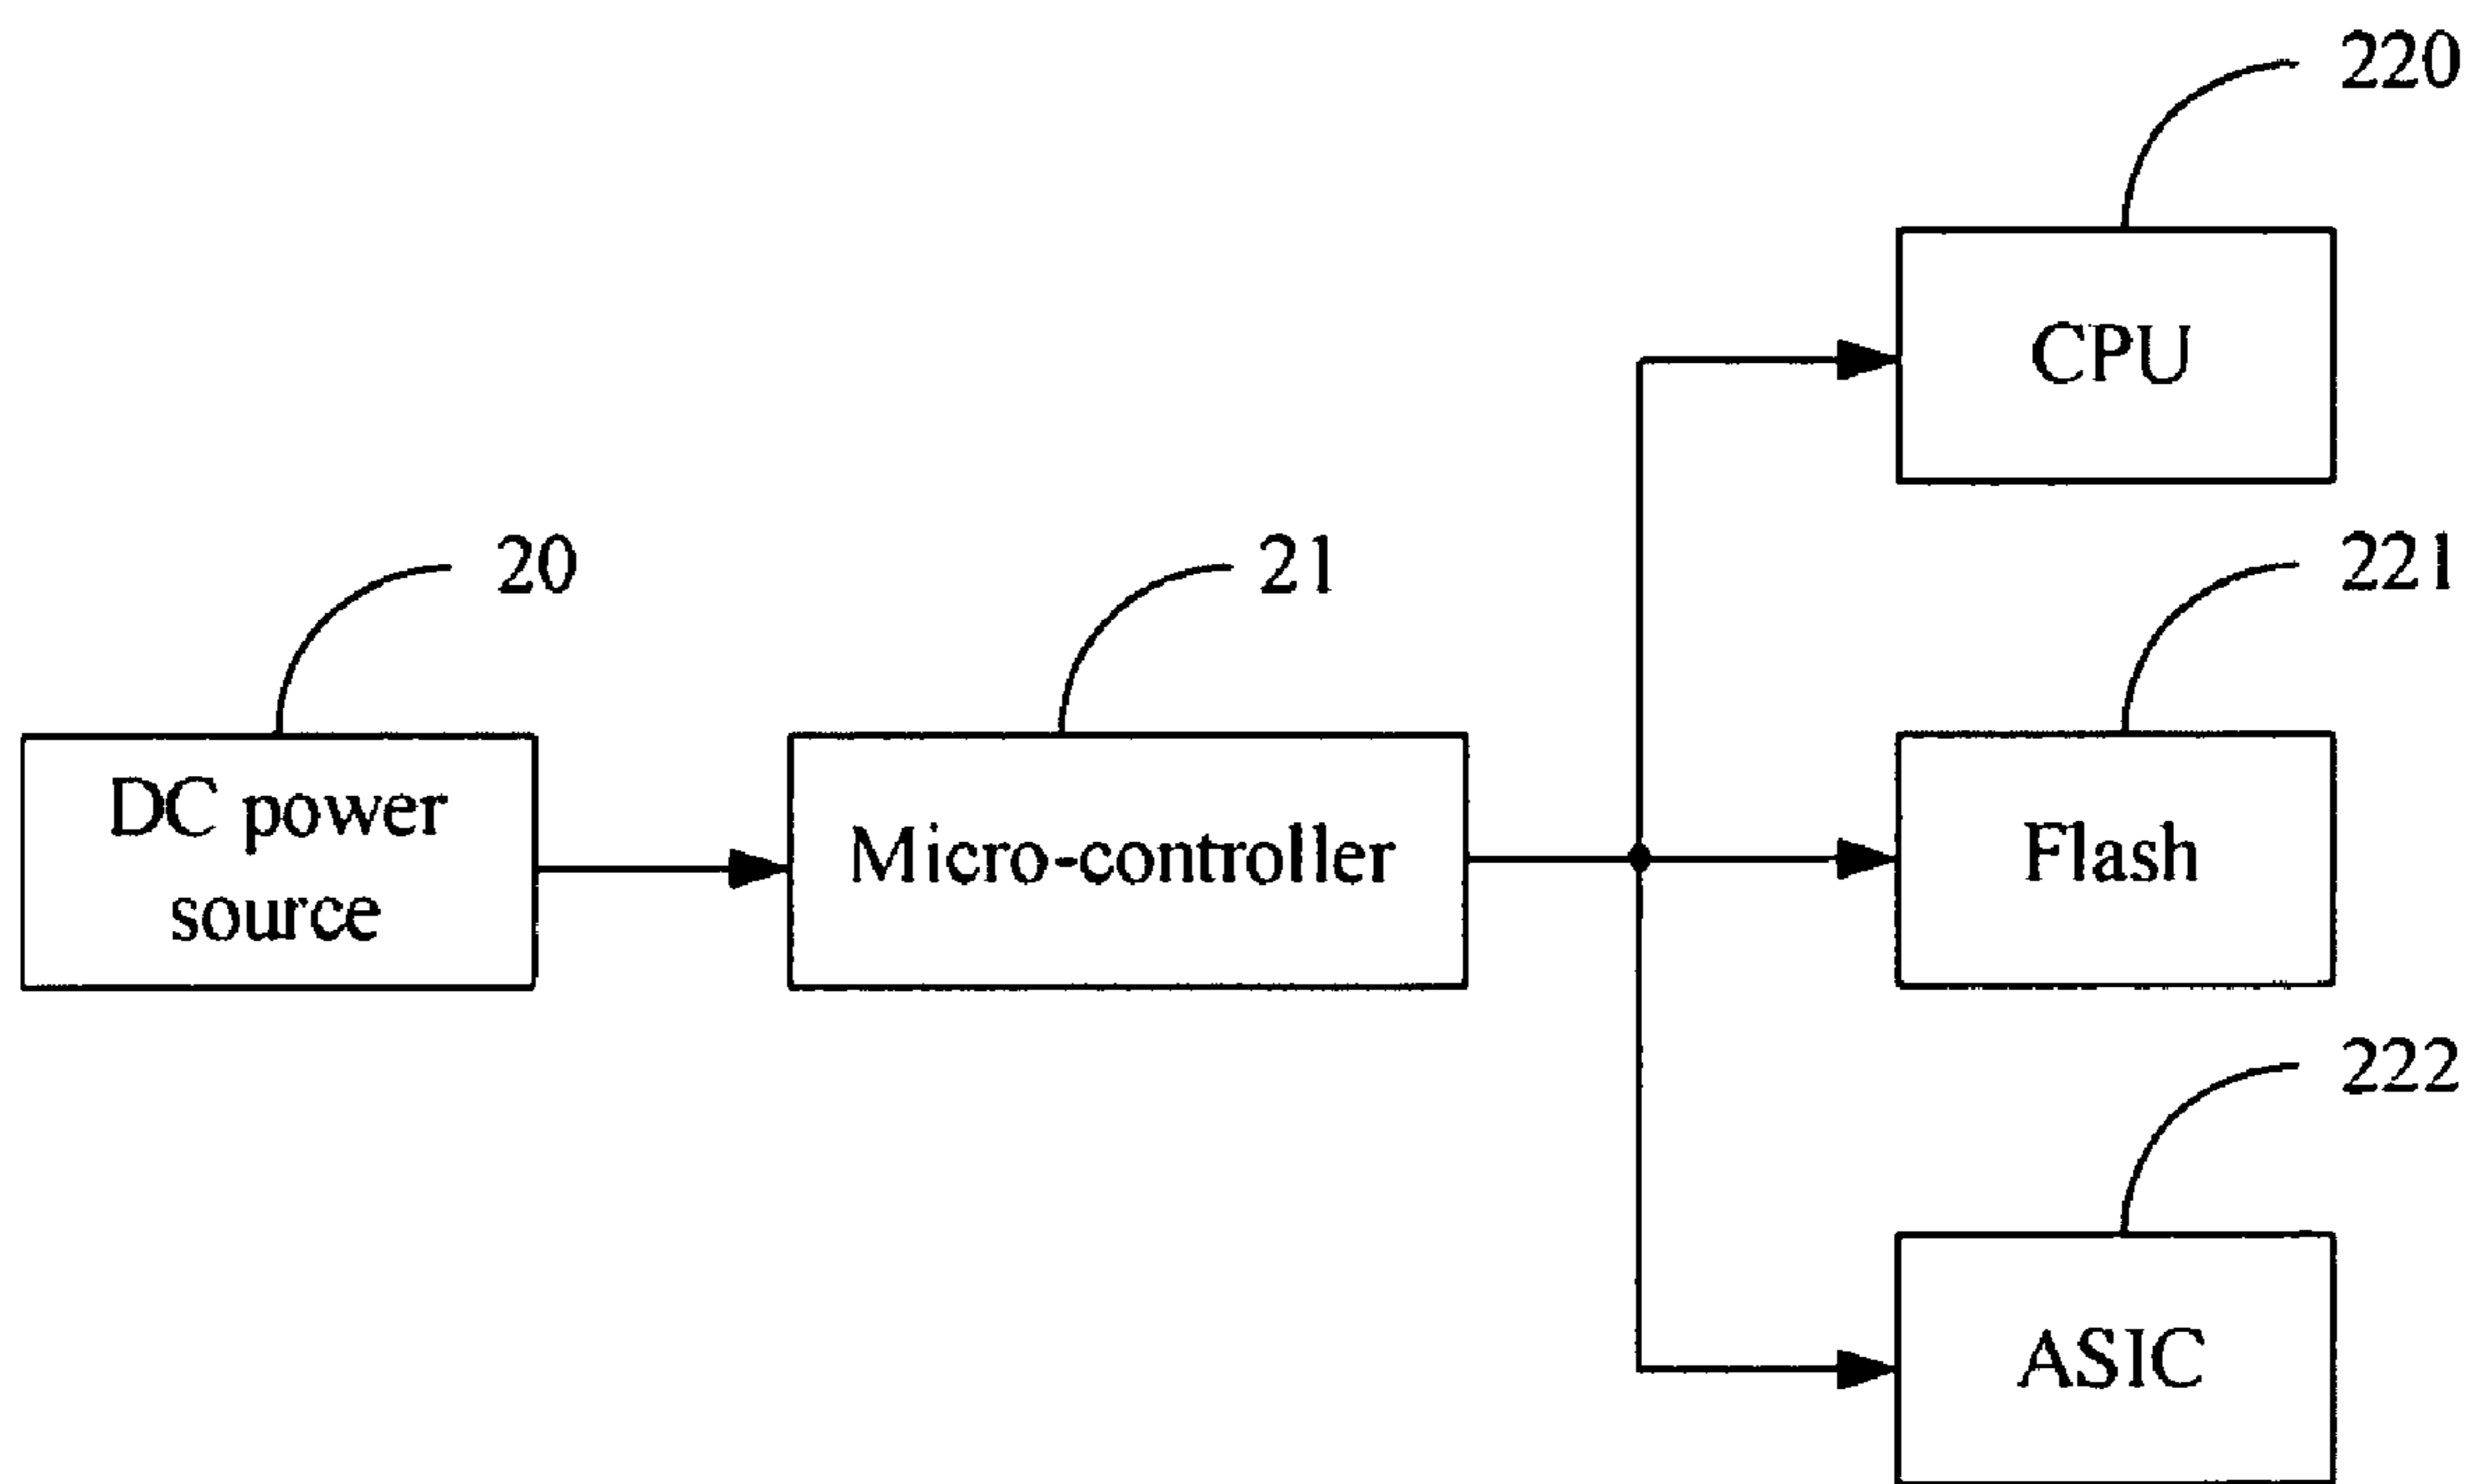 220
CPU
20
21
221
DC power
source
Micro-controller
Flash
222
ASIC